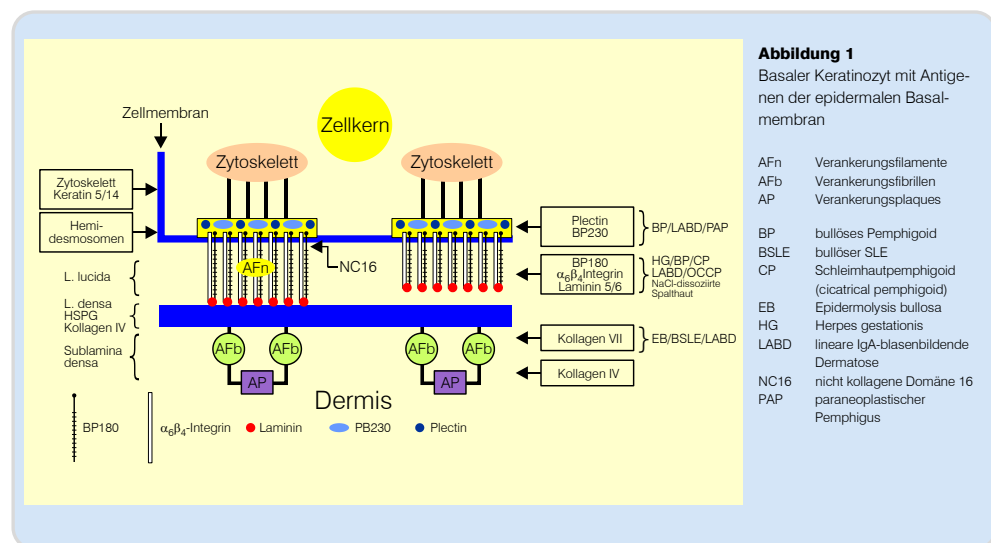 Zellmembran
Zellkern
Zytoskelett
Zytoskelett
Zytoskelett
Keratin 5/14
Hemi-
desmosomen
Plectin
BP230
BP/LABD/PAP
NC16
AFn
L. lucida
BP180
α6β4Integrin
Laminin 5/6
HG/BP/CP
LABD/OCCP
NaCl-dissoziirte
Spalthaut
L. densa
HSPG
Kollagen IV
Sublamina
densa
AFb
AFb
AFb
AFb
Kollagen VII
EB/BSLE/LABD
AP
AP
Kollagen IV
Dermis
BP180
α6β4-Integrin
Laminin
PB230
Plectin
Abbildung 1
Basaler Keratinozyt mit Antige-
nen der epidermalen Basal-
membran
AFn Verankerungsfilamente
AFb Verankerungsfibrillen
AP Verankerungsplaques
BP bullöses Pemphigoid
BSLE bullöser SLE
CP Schleimhautpemphigoid
(cicatrical pemphigoid)
EB Epidermolysis bullosa
HG Herpes gestationis
LABD lineare IgA-blasenbildende
Dermatose
NC16 nicht kollagene Domäne 16
PAP paraneoplastischer
Pemphigus